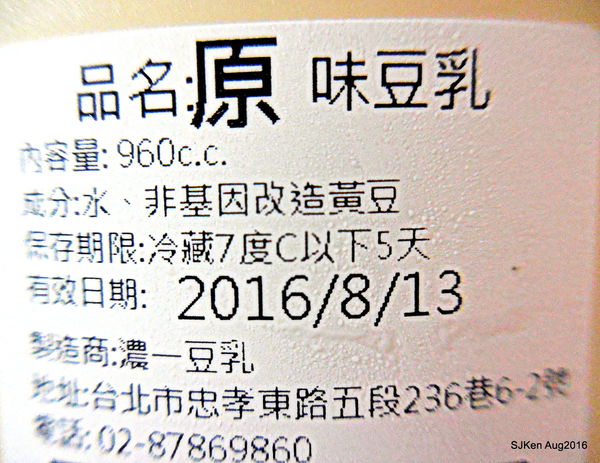 品名:原 味豆乳
內容量: 960c.c.
成分:水、非基因改造黃豆
保存期限:冷藏7度C以下5天
有效日期: 2016/8/13
製造商:濃一豆乳
地址:台北市忠孝東路五段236巷6-2號
電話: 02-87869860
SJKen Aug2016